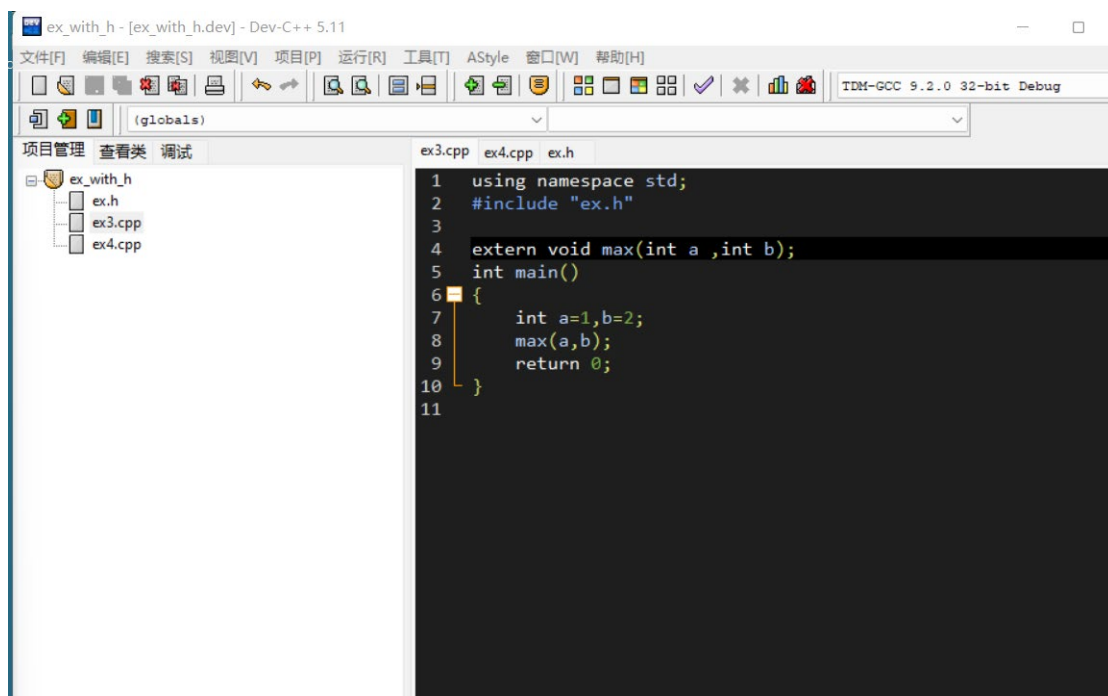 ex_with_h - [ex_with_h.dev] - Dev-C++ 5.11
文件[F] 编辑[E] 搜索[S] 视图[V] 项目[P] 运行[R] 工具[T] AStyle 窗口[W] 帮助[H]
TDM-GCC 9.2.0 32-bit Debug
(globals)
项目管理 查看类 调试
ex3.cpp ex4.cpp ex.h
ex_with_h
ex.h
ex3.cpp
ex4.cpp
1 using namespace std;
2 #include "ex.h"
3
4 extern void max(int a ,int b);
5 int main()
6 {
7 int a=1,b=2;
8 max(a,b);
9 return 0;
10 }
11